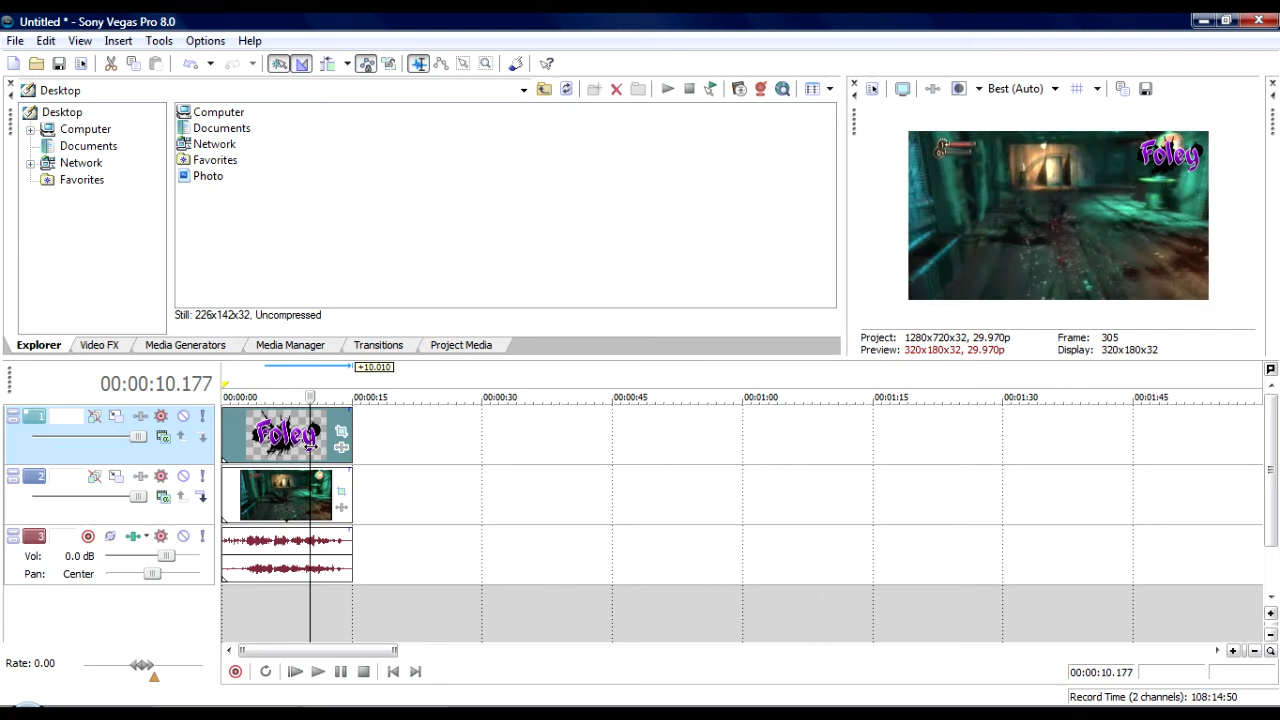 Untitled * - Sony Vegas Pro 8.0
File Edit View Insert Tools Options Help
Desktop
Best (Auto)
Desktop
Computer
Documents
Network
Favorites
Computer
Documents
Network
Favorites
Photo
Foley
Still: 226x142x32, Uncompressed
Explorer Video FX Media Generators Media Manager Transitions Project Media
Project: 1280x720x32, 29.970p Frame: 305
Preview: 320x180x32, 29.970p Display: 320x180x32
+10.010
00:00:10.177
00:00:00 00:00:15 00:00:30 00:00:45 00:01:00 00:01:15 00:01:30 00:01:45
1
Foley
2
3
Vol: 0.0 dB
Pan: Center
Rate: 0.00
00:00:10.177
Record Time (2 channels): 108:14:50